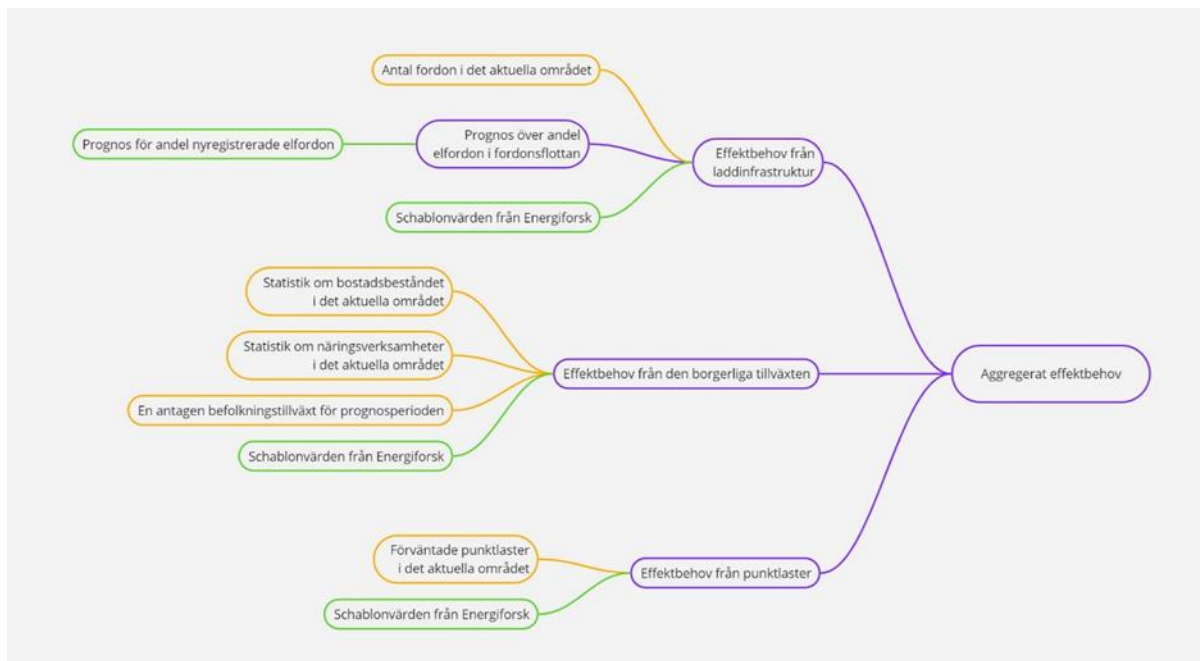 Antal fordon i det aktuella området
Prognos för andel nyregistrerade elfordon
Prognos över andel
elfordon i fordonsflottan
Effektbehov från
laddinfrastruktur
Schablonvärden från Energiforsk
Statistik om bostadsbeståndet
i det aktuella området
Statistik om näringsverksamheter
i det aktuella området
Effektbehov från den borgerliga tillväxten
Aggregerat effektbehov
En antagen befolkningstillväxt för prognosperioden
Schablonvärden från Energiforsk
Förväntade punktlaster
i det aktuella området
Effektbehov från punktlaster
Schablonvärden från Energiforsk